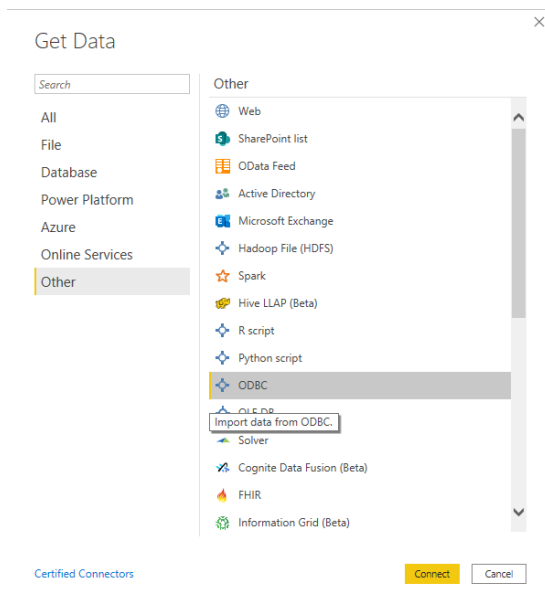 Get Data
Search
All
File
Database
Power Platform
Azure
Online Services
Other
Other
Web
SharePoint list
OData Feed
Active Directory
Microsoft Exchange
Hadoop File (HDFS)
Spark
Hive LLAP (Beta)
R script
Python script
ODBC
OLE DB
Import data from ODBC.
Solver
Cognite Data Fusion (Beta)
FHIR
Information Grid (Beta)
Certified Connectors
Connect
Cancel